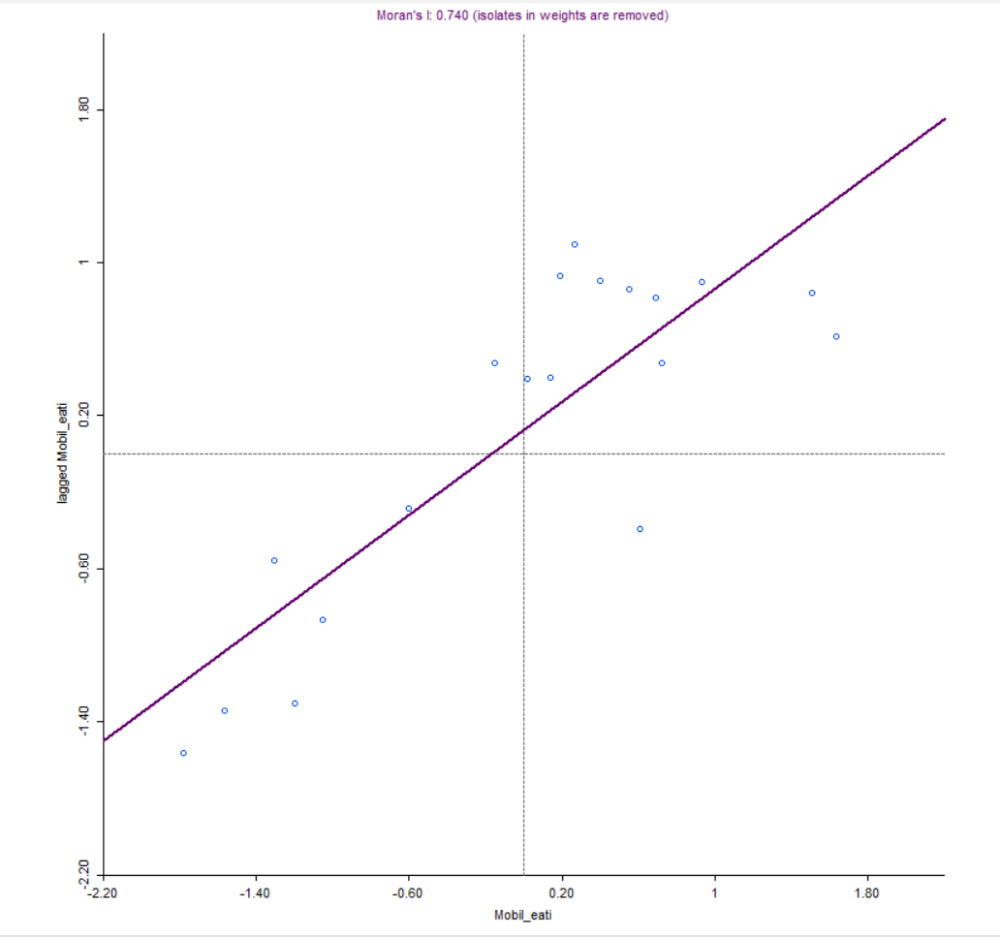 Moran's I: 0.740 (isolates in weights are removed)
1.80
1
0.20
-0.60
-1.40
-2.20
lagged Mobil_eati
-2.20 -1.40 -0.60 0.20 1 1.80
Mobil_eati